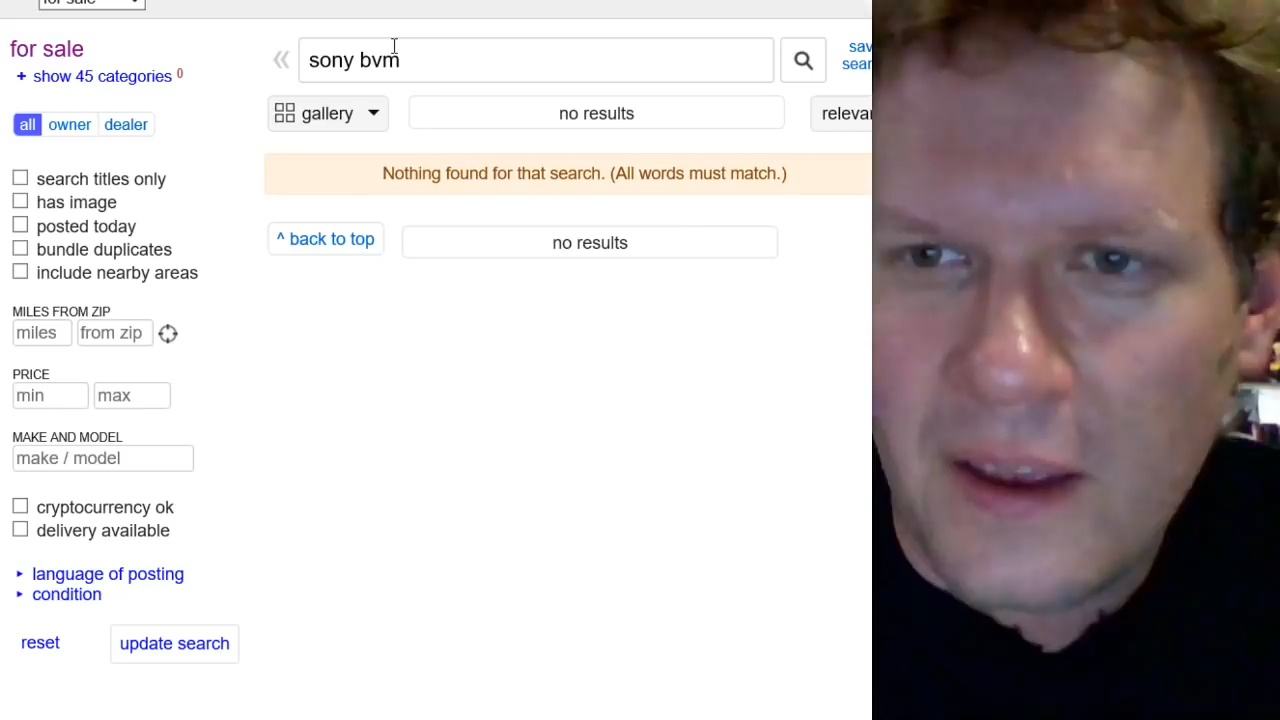 for sale
for sale
+ show 45 categories 0
all owner dealer
search titles only
has image
posted today
bundle duplicates
include nearby areas
MILES FROM ZIP
miles from zip
PRICE
min max
MAKE AND MODEL
make / model
cryptocurrency ok
delivery available
language of posting
condition
reset update search
« sony bvm
gallery no results
Nothing found for that search. (All words must match.)
^ back to top no results